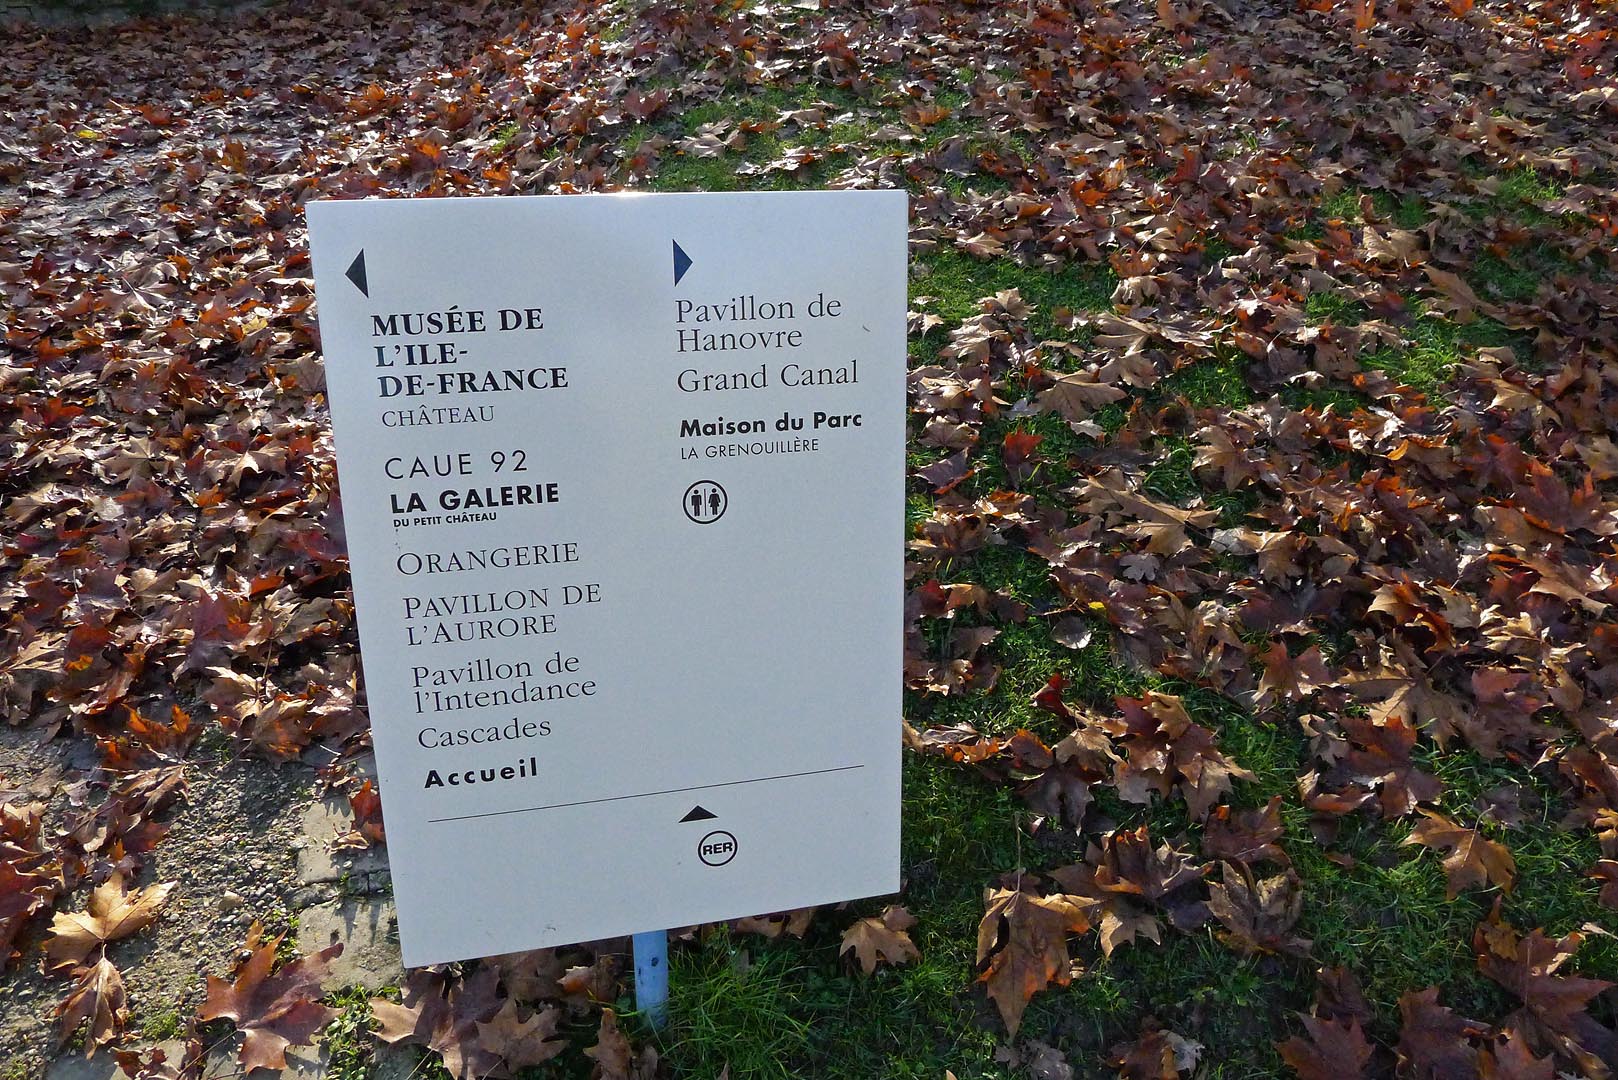 MUSÉE DE
L'ILE-
DE-FRANCE
CHÂTEAU
CAUE 92
LA GALERIE
DU PETIT CHÂTEAU
ORANGERIE
PAVILLON DE
L'AURORE
Pavillon de
l'Intendance
Cascades
Accueil
Pavillon de
Hanovre
Grand Canal
Maison du Parc
LA GRENOUILLÈRE
RER